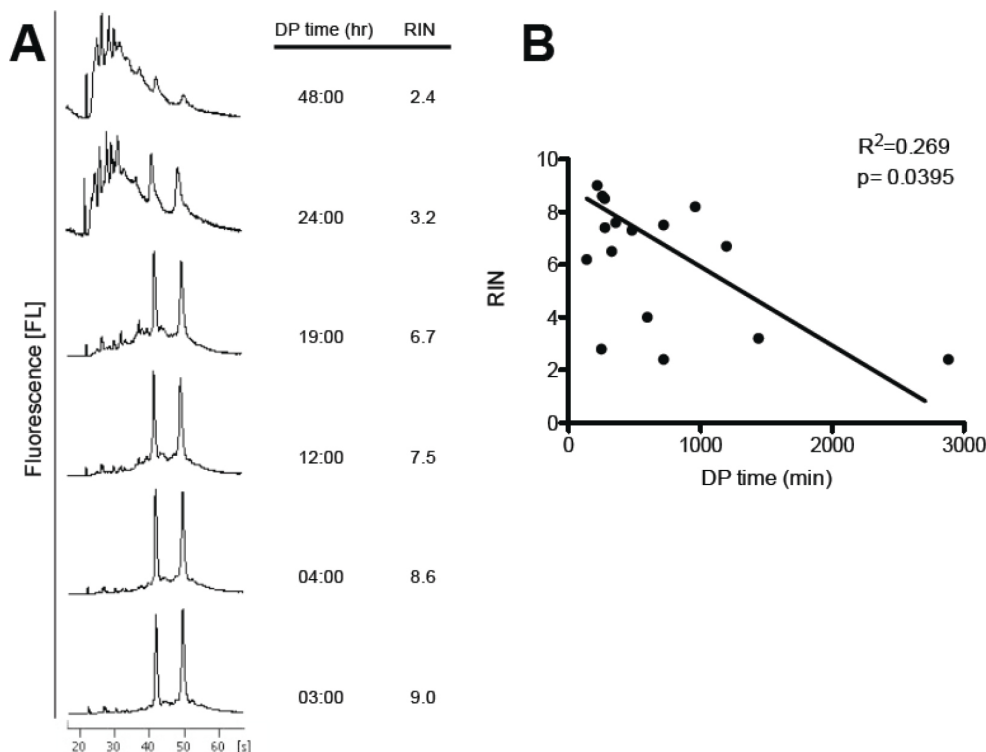 A
DP time (hr) RIN
48:00 2.4
24:00 3.2
19:00 6.7
12:00 7.5
04:00 8.6
03:00 9.0
Fluorescence [FL]
20 30 40 50 60 [s]
B
R²=0.269
p= 0.0395
10
8
6
4
2
0
RIN
0 1000 2000 3000
DP time (min)